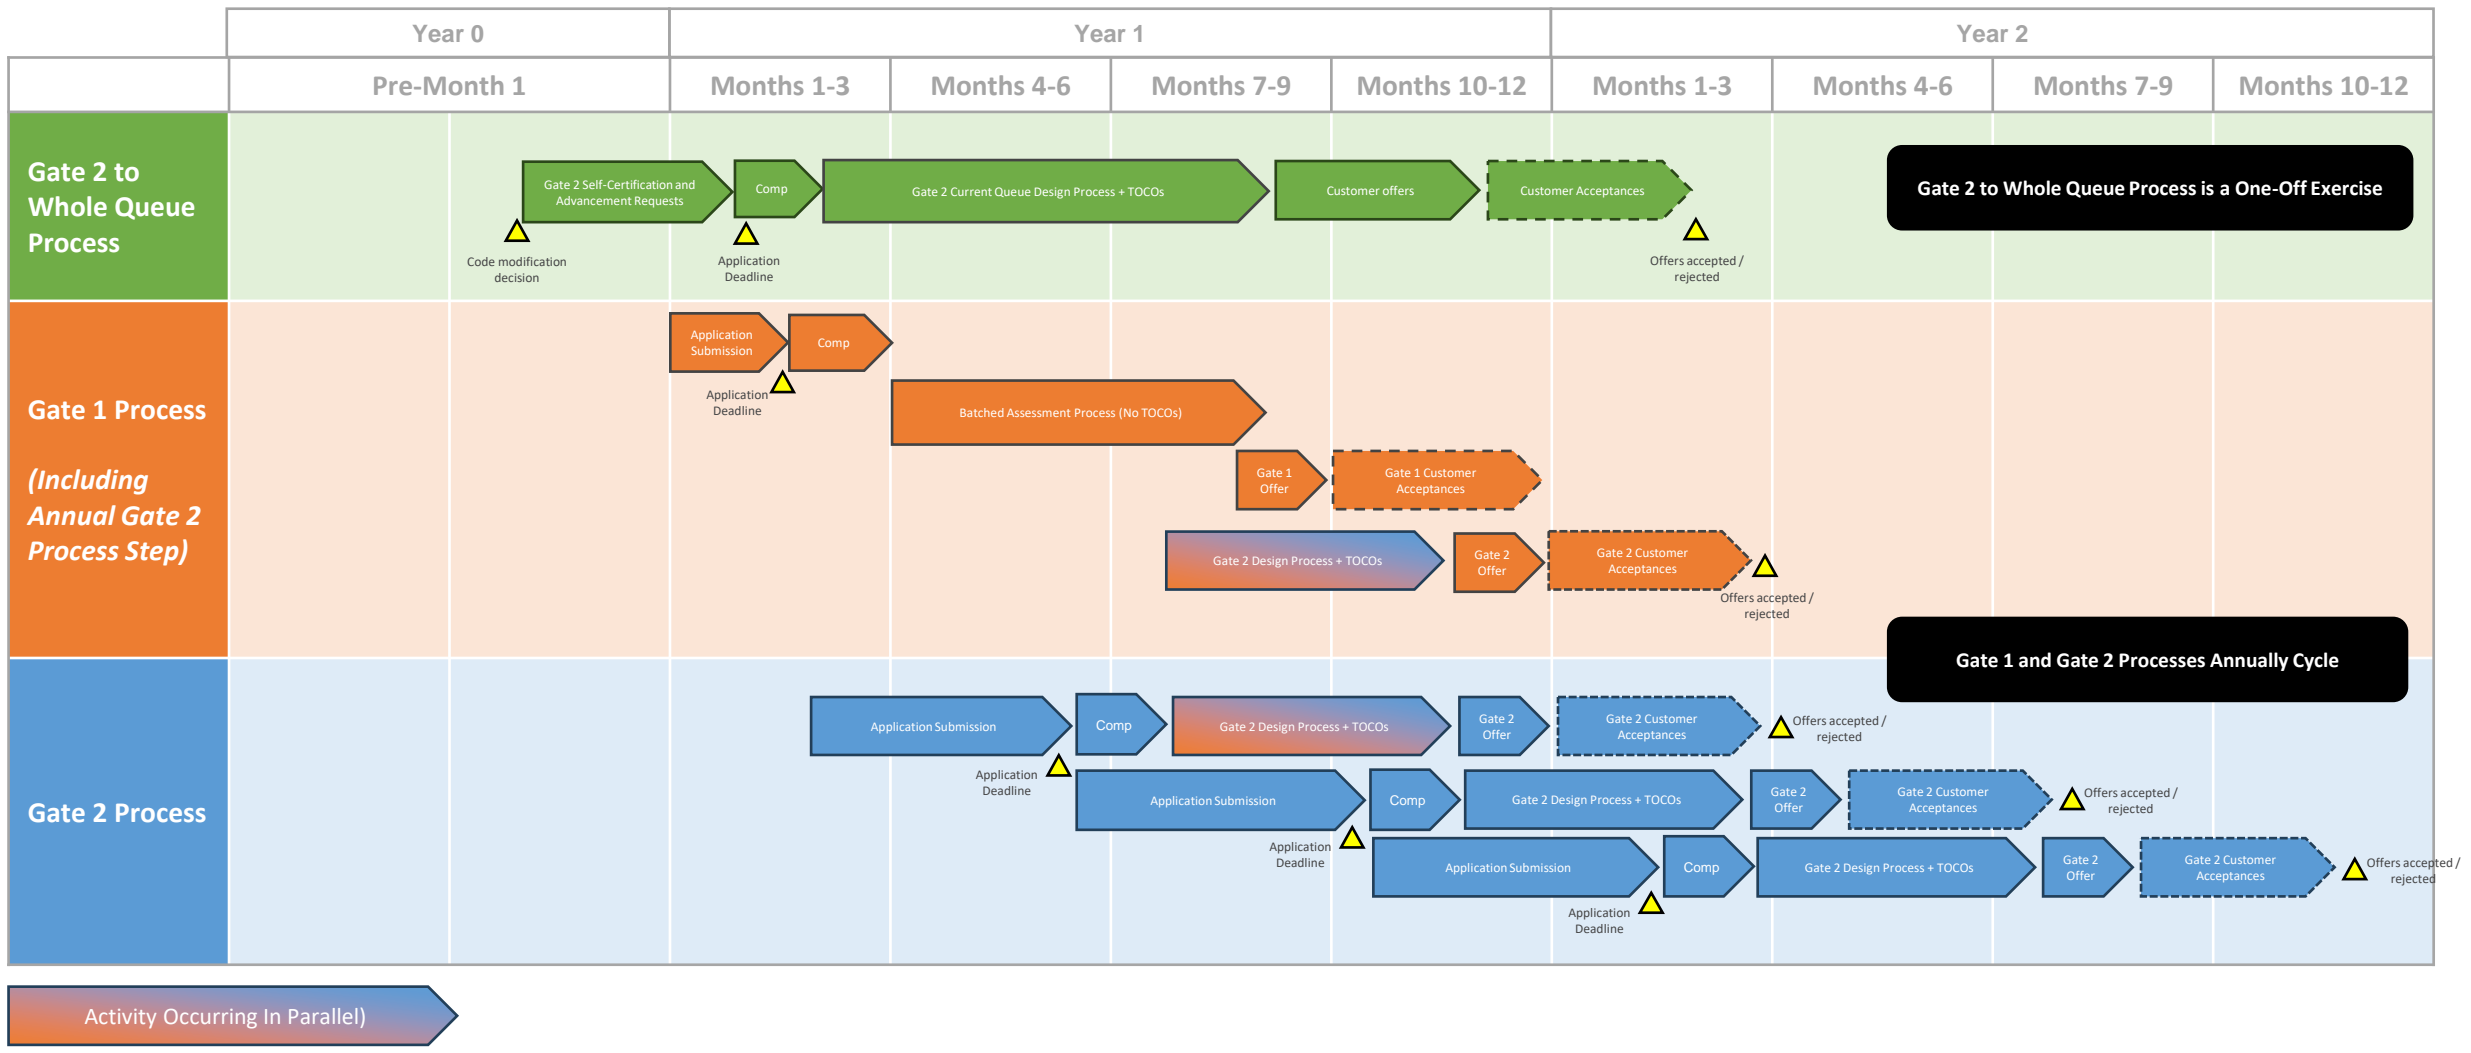 Year 0
Year 1
Year 2
Pre-Month 1
Months 1-3
Months 4-6
Months 7-9
Months 10-12
Months 1-3
Months 4-6
Months 7-9
Months 10-12
Gate 2 to
Whole Queue
Process
Gate 2 Self-Certification and
Advancement Requests
Comp
Gate 2 Current Queue Design Process + TOCOs
Customer offers
Customer Acceptances
Gate 2 to Whole Queue Process is a One-Off Exercise
Code modification
decision
Application
Deadline
Offers accepted /
rejected
Gate 1 Process
(Including
Annual Gate 2
Process Step)
Application
Submission
Comp
Application
Deadline
Batched Assessment Process (No TOCOs)
Gate 1
Offer
Gate 1 Customer
Acceptances
Gate 2 Design Process + TOCOs
Gate 2
Offer
Gate 2 Customer
Acceptances
Offers accepted /
rejected
Gate 1 and Gate 2 Processes Annually Cycle
Gate 2 Process
Application Submission
Comp
Gate 2 Design Process + TOCOs
Gate 2
Offer
Gate 2 Customer
Acceptances
Offers accepted /
rejected
Application
Deadline
Application Submission
Comp
Gate 2 Design Process + TOCOs
Gate 2
Offer
Gate 2 Customer
Acceptances
Offers accepted /
rejected
Application
Deadline
Application Submission
Comp
Gate 2 Design Process + TOCOs
Gate 2
Offer
Gate 2 Customer
Acceptances
Offers accepted /
rejected
Application
Deadline
Activity Occurring In Parallel)